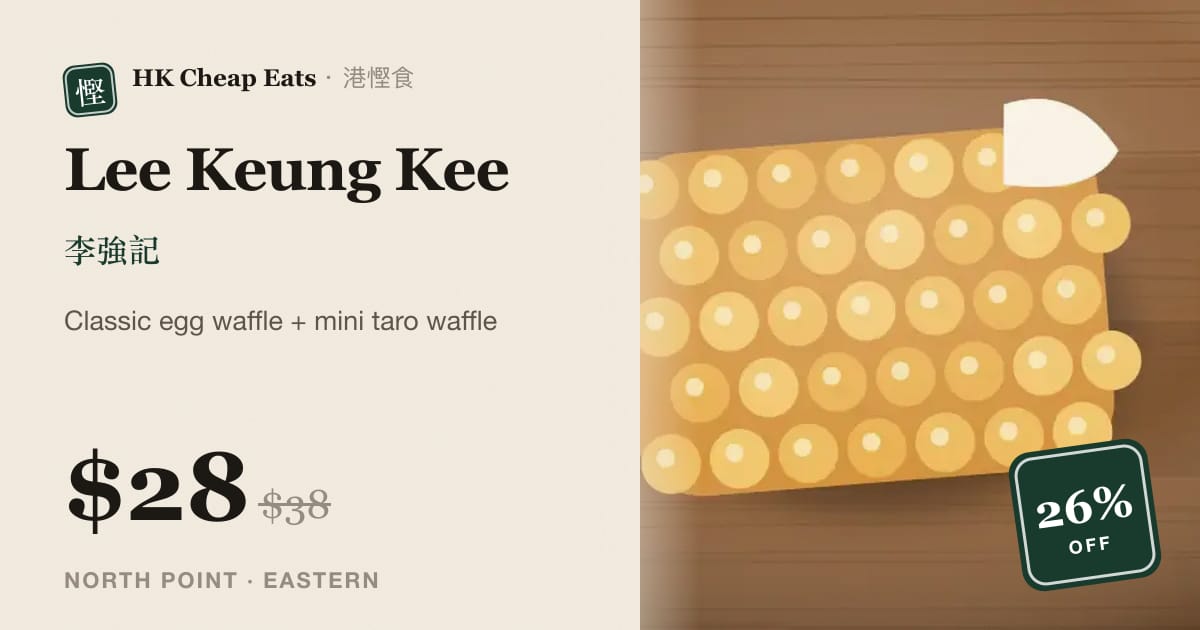 慳
HK Cheap Eats · 港慳食
Lee Keung Kee
李強記
Classic egg waffle + mini taro waffle
$28 $38
NORTH POINT · EASTERN
26%
OFF